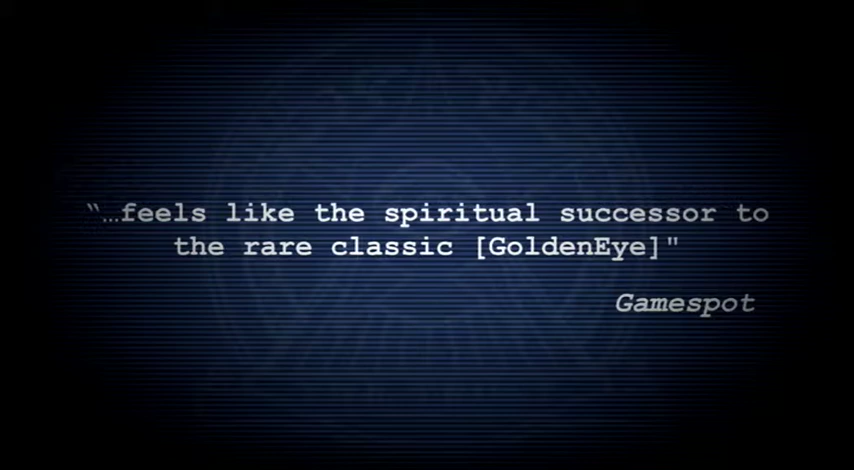 “…feels like the spiritual successor to
the rare classic [GoldenEye]"
Gamespot